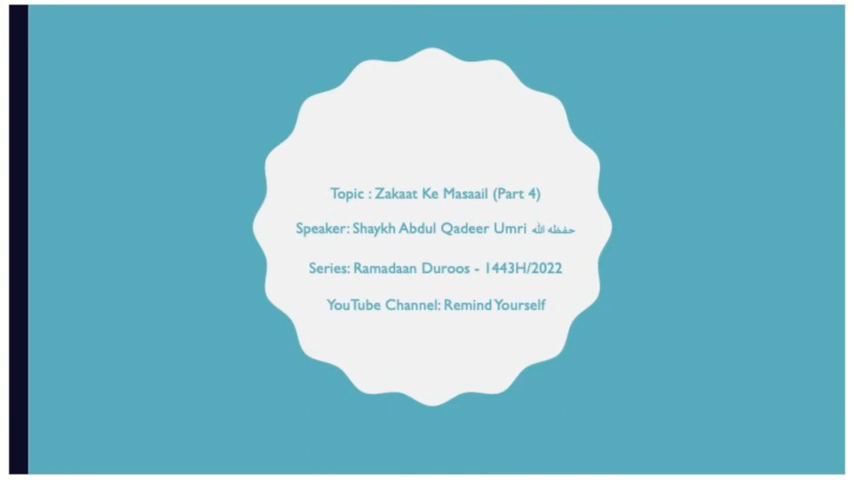 Topic : Zakaat Ke Masaail (Part 4)
Speaker: Shaykh Abdul Qadeer Umri حفظه الله
Series: Ramadaan Duroos - 1443H/2022
YouTube Channel: Remind Yourself